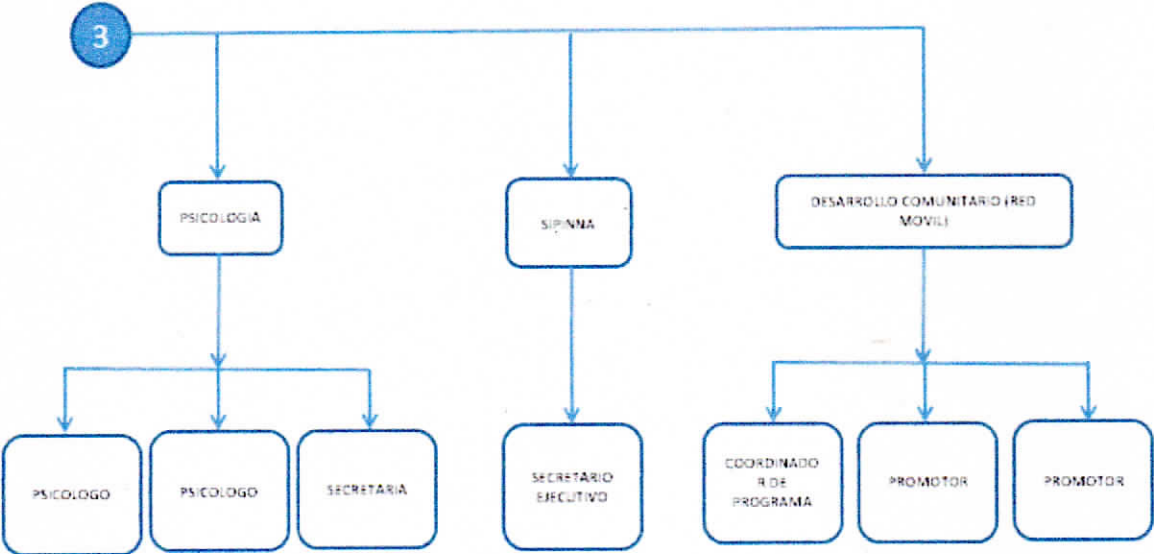 3
PSICOLOGIA
SIPINNA
DESARROLLO COMUNITARIO (RED
MOVIL)
PSICOLOGO
PSICOLOGO
SECRETARIA
SECRETARIO
EJECUTIVO
COORDINADO
R DE
PROGRAMA
PROMOTOR
PROMOTOR